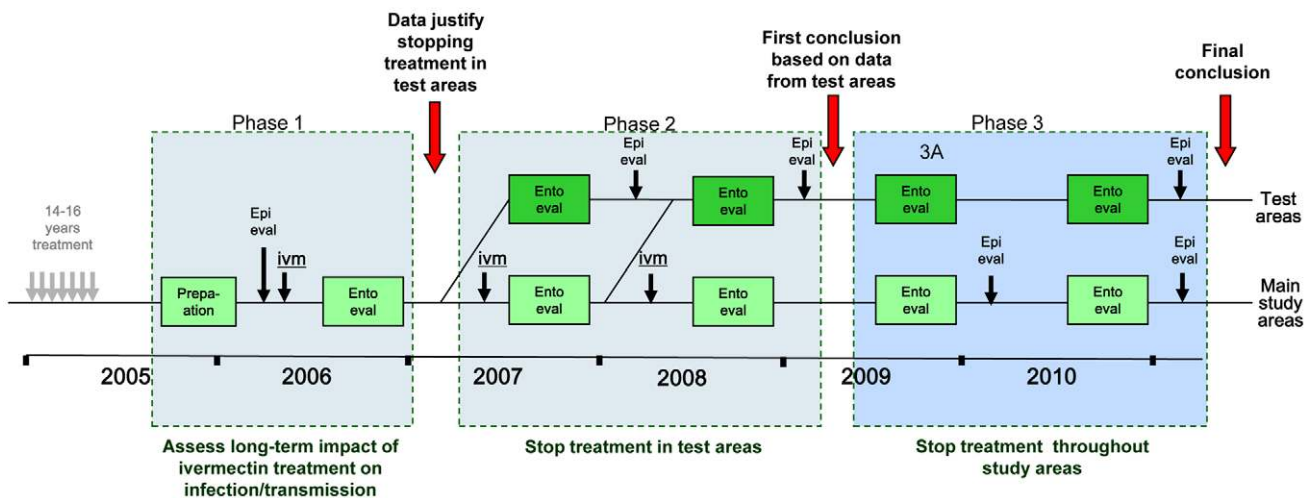 Data justify
stopping
treatment in
test areas
First conclusion
based on data
from test areas
Final
conclusion
Phase 1
Phase 2
Phase 3
3A
14-16
years
treatment
Epi
eval
ivm
Epi
eval
Epi
eval
Epi
eval
Ento
eval
Ento
eval
Ento
eval
Ento
eval
Test
areas
Prepa-
ation
Ento
eval
ivm
Ento
eval
ivm
Ento
eval
Ento
eval
Epi
eval
Ento
eval
Epi
eval
Main
study
areas
2005
2006
2007
2008
2009
2010
Assess long-term impact of
ivermectin treatment on
infection/transmission
Stop treatment in test areas
Stop treatment throughout
study areas